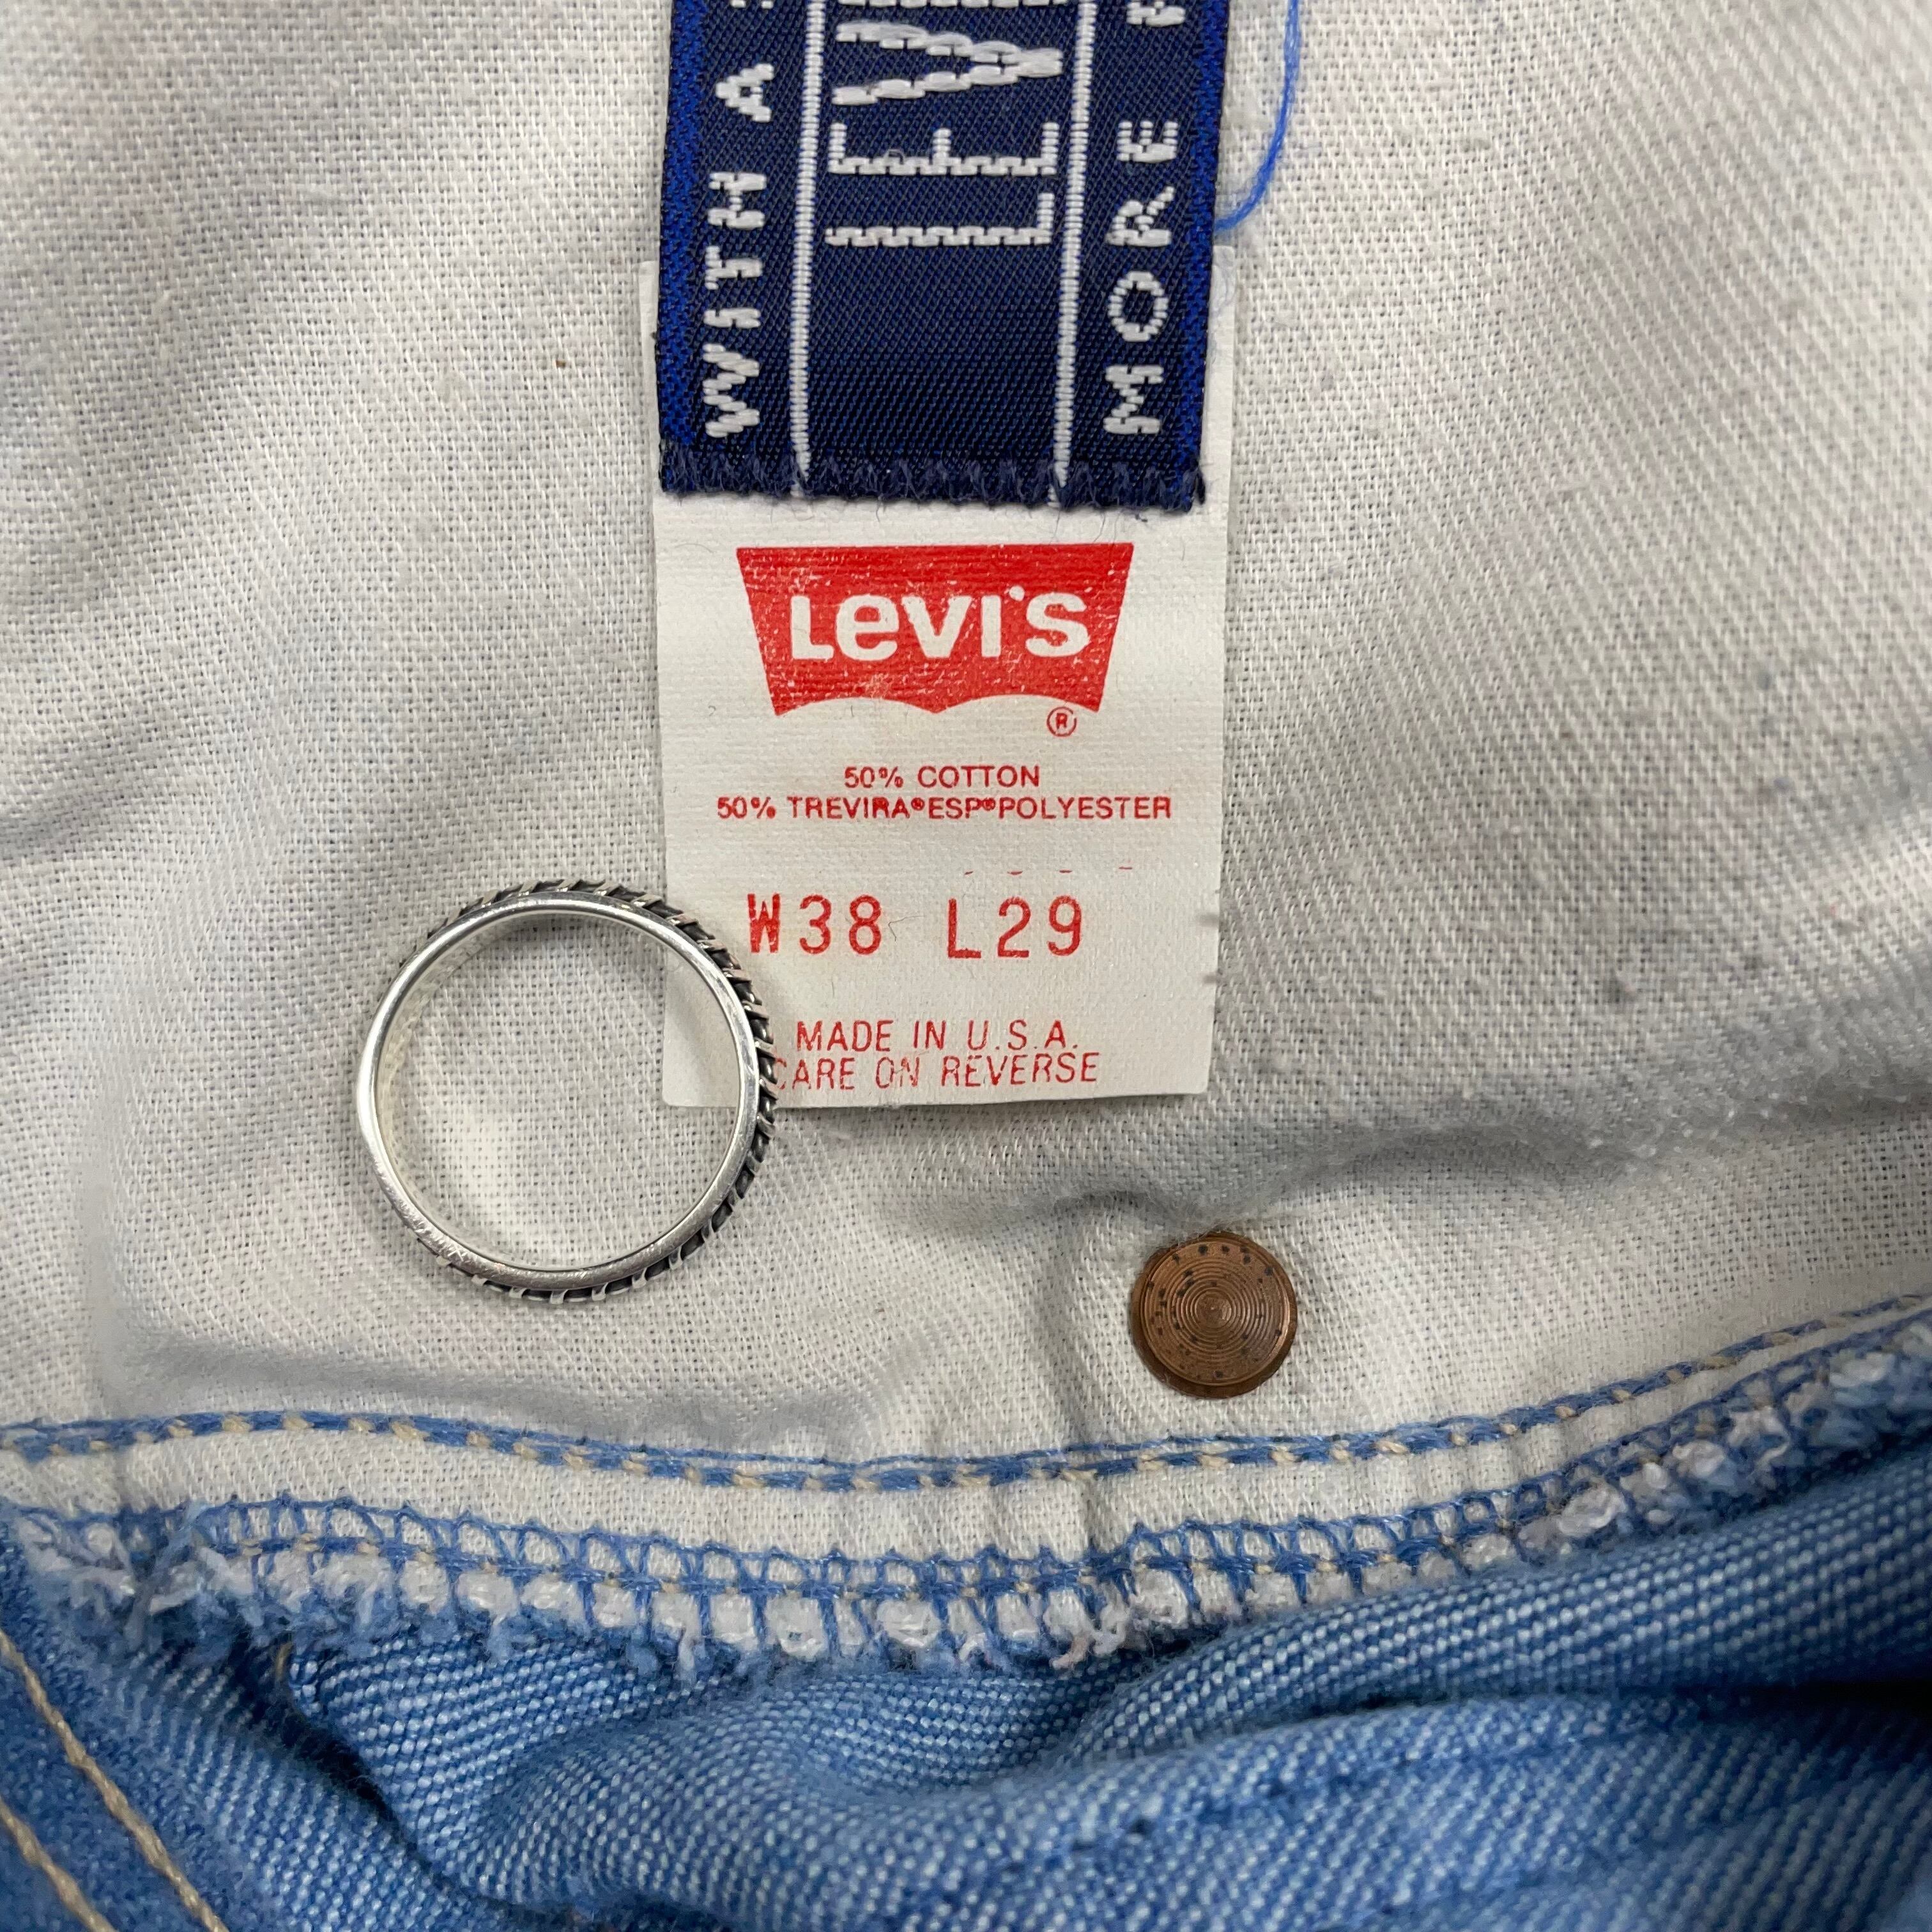 WITH A
LEV
MORE
LEVI'S
®
50% COTTON
50% TREVIRA®ESP®POLYESTER
W38 L29
MADE IN U.S.A.
CARE ON REVERSE